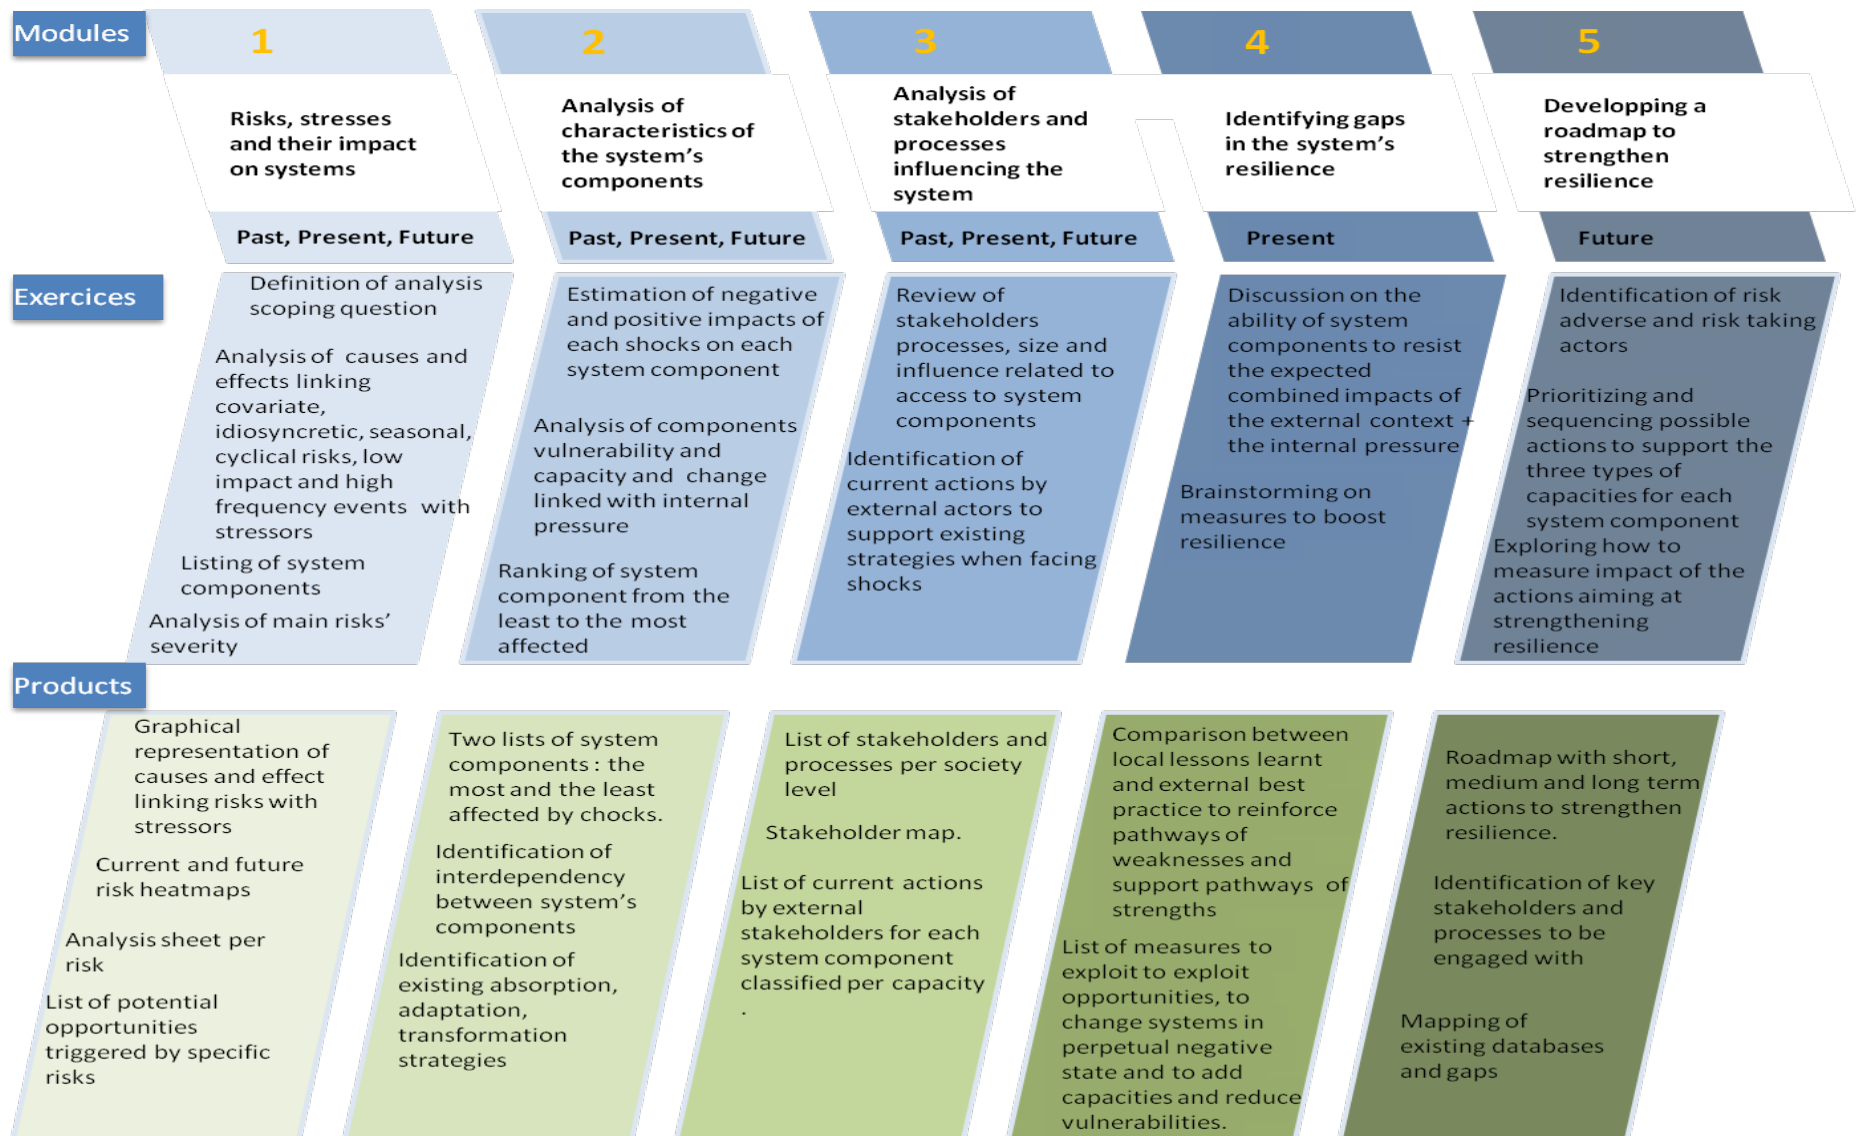 Modules
1
2
3
4
5
Risks, stresses
and their impact
on systems
Analysis of
characteristics of
the system's
components
Analysis of
stakeholders and
processes
influencing the
system
Identifying gaps
in the system's
resilience
Developping a
roadmap to
strengthen
resilience
Past, Present, Future
Past, Present, Future
Past, Present, Future
Present
Future
Exercices
Definition of analysis
scoping question
Analysis of causes and
effects linking
covariate,
idiosyncretic, seasonal,
cyclical risks, low
impact and high
frequency events with
stressors
Listing of system
components
Analysis of main risks'
severity
Estimation of negative
and positive impacts of
each shocks on each
system component
Analysis of components
vulnerability and
capacity and change
linked with internal
pressure
Ranking of system
component from the
least to the most
affected
Review of
stakeholders
processes, size and
influence related to
access to system
components
Identification of
current actions by
external actors to
support existing
strategies when facing
shocks
Discussion on the
ability of system
components to resist
the expected
combined impacts of
the external context +
the internal pressure
Brainstorming on
measures to boost
resilience
Identification of risk
adverse and risk taking
actors
Prioritizing and
sequencing possible
actions to support the
three types of
capacities for each
system component
Exploring how to
measure impact of the
actions aiming at
strengthening
resilience
Products
Graphical
representation of
causes and effect
linking risks with
stressors
Current and future
risk heatmaps
Analysis sheet per
risk
List of potential
opportunities
triggered by specific
risks
Two lists of system
components : the
most and the least
affected by chocks.
Identification of
interdependency
between system's
components
Identification of
existing absorption,
adaptation,
transformation
strategies
List of stakeholders and
processes per society
level
Stakeholder map.
List of current actions
by external
stakeholders for each
system component
classified per capacity
.
Comparison between
local lessons learnt
and external best
practice to reinforce
pathways of
weaknesses and
support pathways of
strengths
List of measures to
exploit to exploit
opportunities, to
change systems in
perpetual negative
state and to add
capacities and reduce
vulnerabilities.
Roadmap with short,
medium and long term
actions to strengthen
resilience.
Identification of key
stakeholders and
processes to be
engaged with
Mapping of
existing databases
and gaps